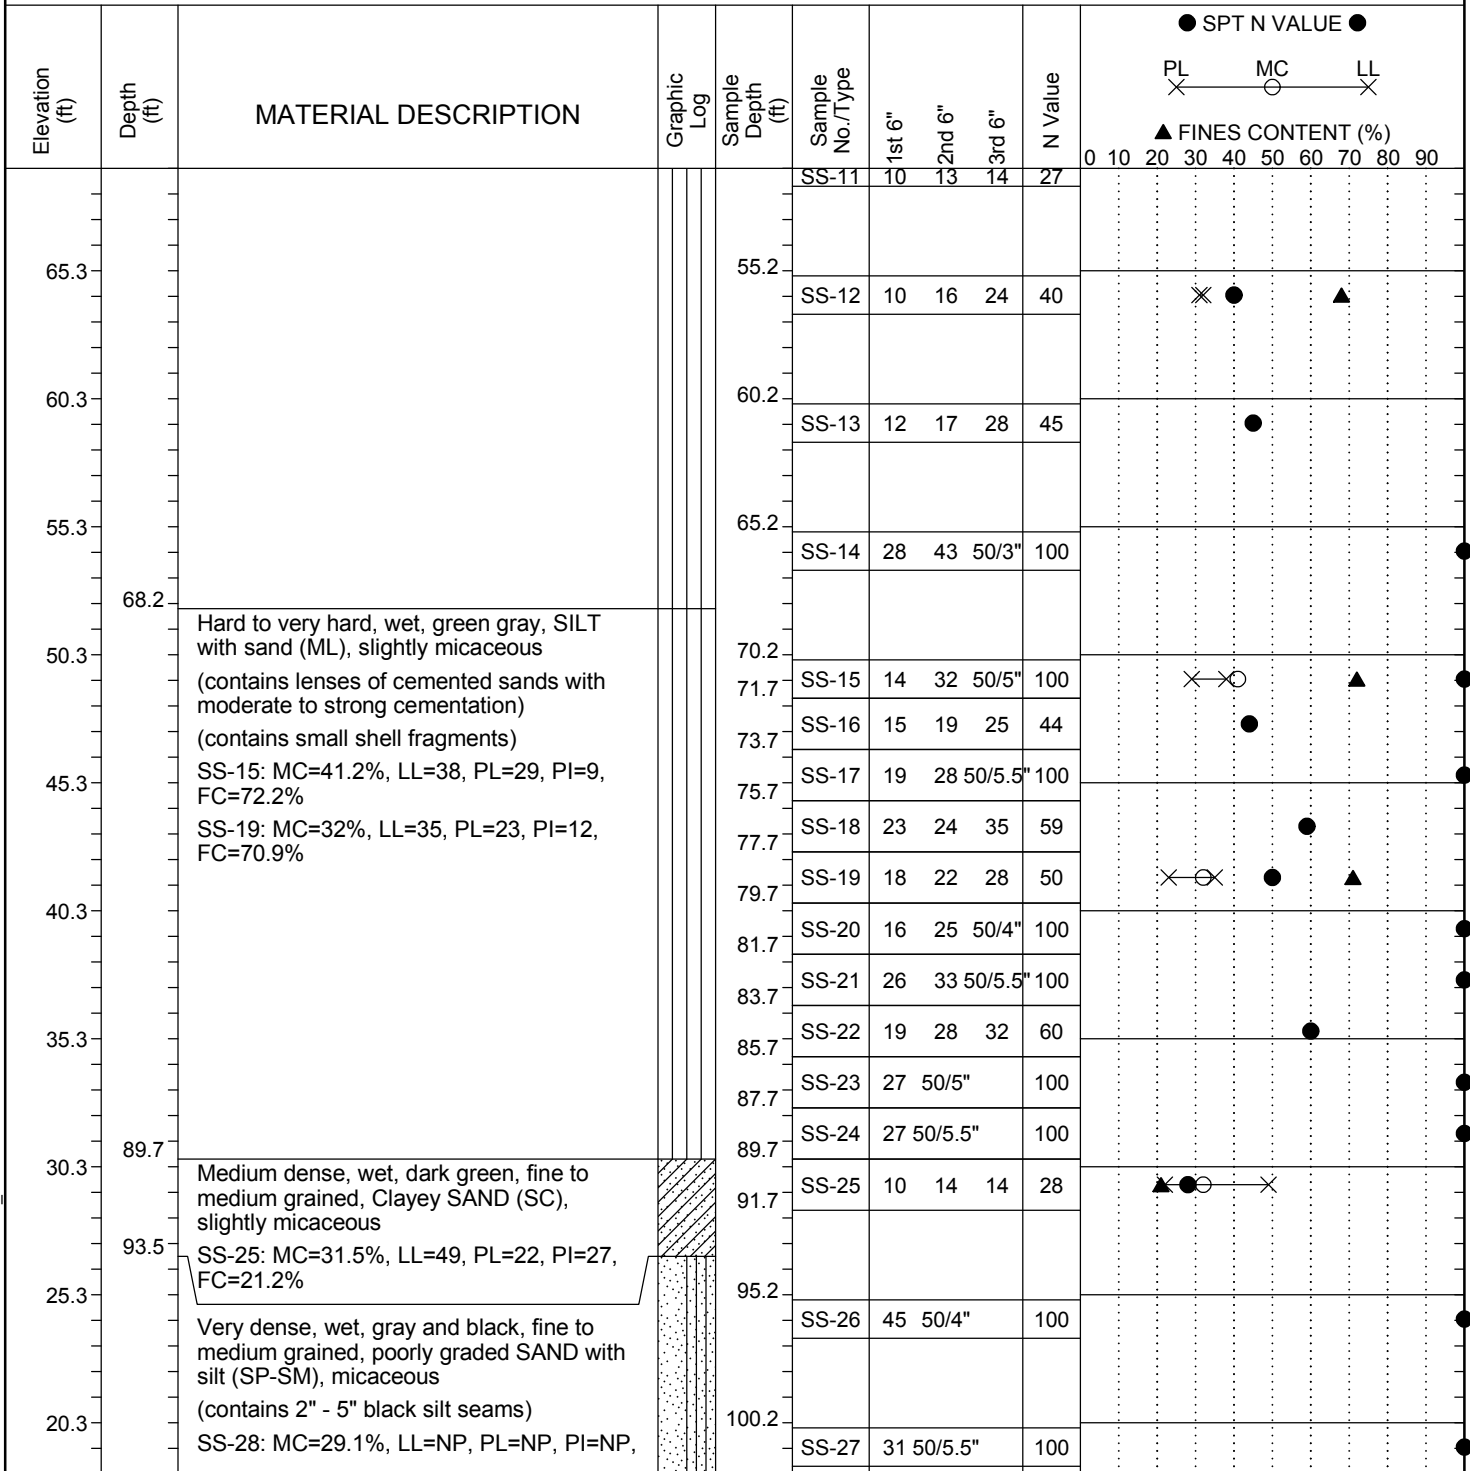 ● SPT N VALUE ●
PL MC LL
▲ FINES CONTENT (%)
Elevation (ft)
Depth (ft)
MATERIAL DESCRIPTION
Graphic Log
Sample Depth (ft)
Sample No./Type
1st 6"
2nd 6"
3rd 6"
N Value
0 10 20 30 40 50 60 70 80 90
SS-11 10 13 14 27
65.3 55.2
SS-12 10 16 24 40
60.3 60.2
SS-13 12 17 28 45
55.3 65.2
SS-14 28 43 50/3" 100
68.2
Hard to very hard, wet, green gray, SILT
with sand (ML), slightly micaceous
50.3 70.2
(contains lenses of cemented sands with
SS-15 14 32 50/5" 100
71.7
moderate to strong cementation)
SS-16 15 19 25 44
(contains small shell fragments)
73.7
SS-15: MC=41.2%, LL=38, PL=29, PI=9,
SS-17 19 28 50/5.5" 100
45.3
FC=72.2%
75.7
SS-19: MC=32%, LL=35, PL=23, PI=12,
SS-18 23 24 35 59
77.7
FC=70.9%
SS-19 18 22 28 50
79.7
40.3
SS-20 16 25 50/4" 100
81.7
SS-21 26 33 50/5.5" 100
83.7
SS-22 19 28 32 60
35.3
85.7
SS-23 27 50/5" 100
87.7
SS-24 27 50/5.5" 100
89.7 89.7
30.3
Medium dense, wet, dark green, fine to
SS-25 10 14 14 28
medium grained, Clayey SAND (SC),
91.7
slightly micaceous
93.5
SS-25: MC=31.5%, LL=49, PL=22, PI=27,
FC=21.2%
25.3 95.2
SS-26 45 50/4" 100
Very dense, wet, gray and black, fine to
medium grained, poorly graded SAND with
silt (SP-SM), micaceous
(contains 2" - 5" black silt seams)
20.3 100.2
SS-28: MC=29.1%, LL=NP, PL=NP, PI=NP,
SS-27 31 50/5.5" 100